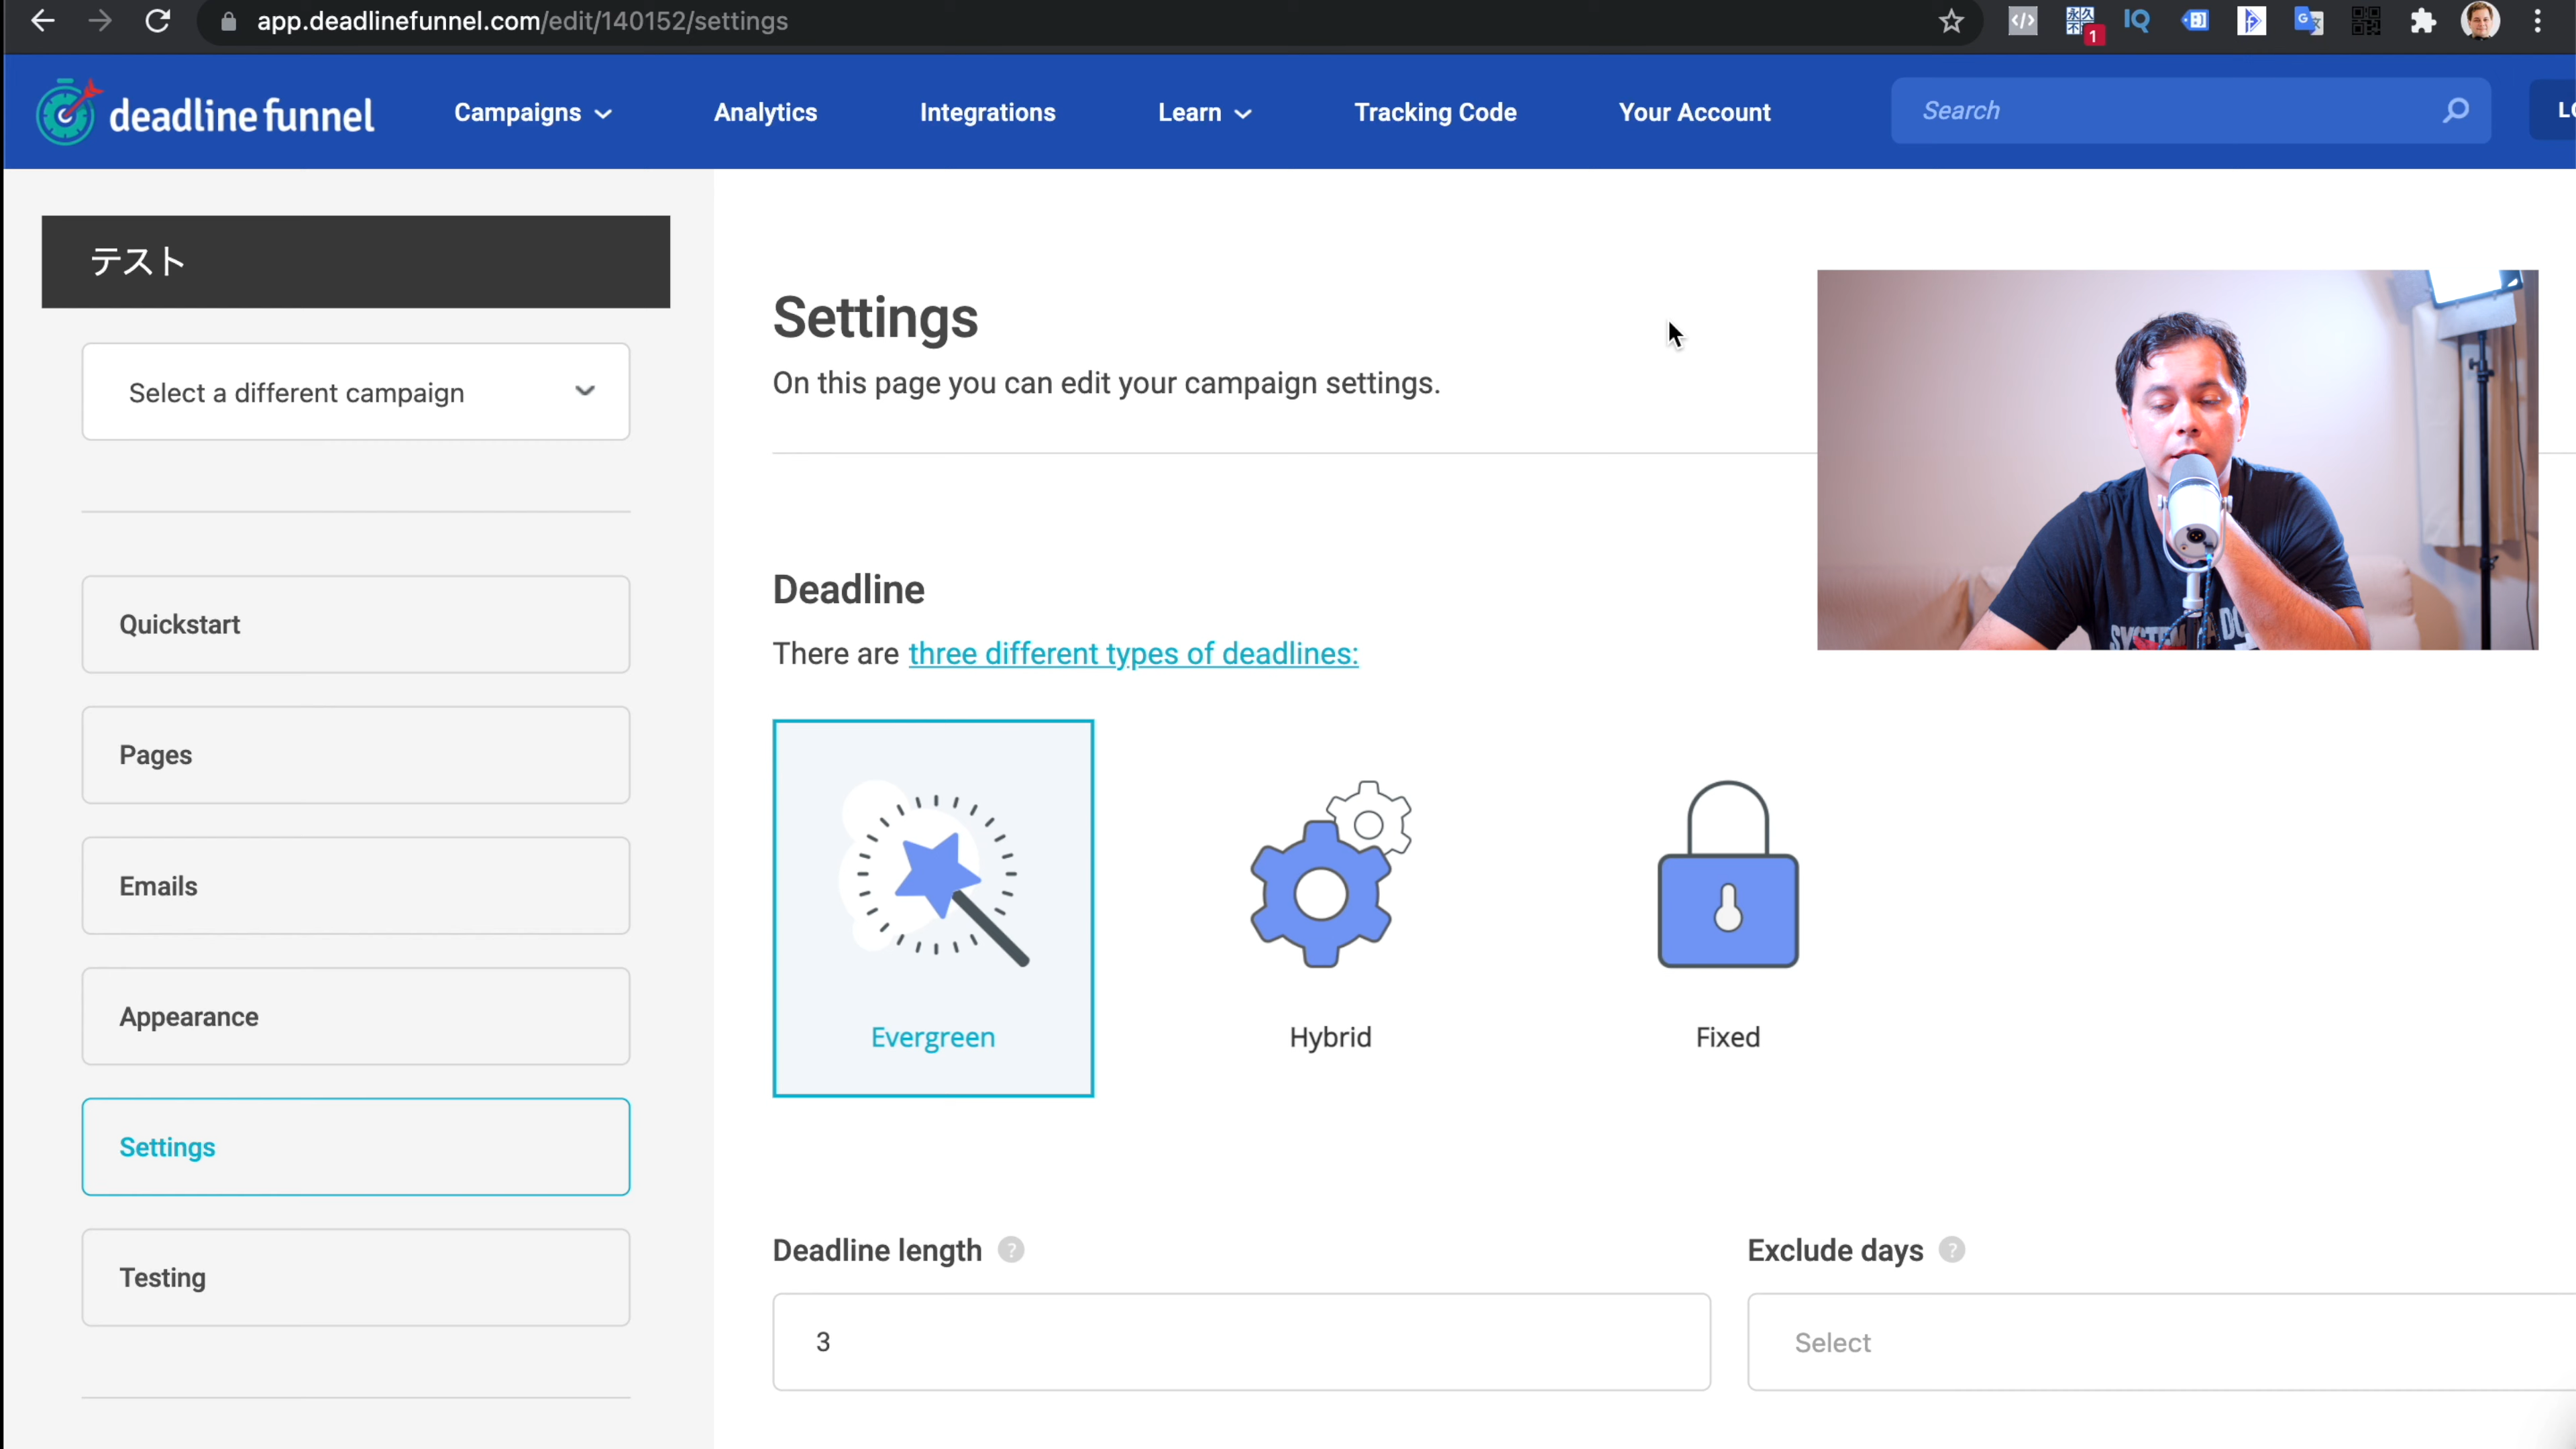 app.deadlinefunnel.com/edit/140152/settings
1
IQ
deadline funnel
Campaigns
Analytics
Integrations
Learn
Tracking Code
Your Account
Search
テスト
Select a different campaign
Quickstart
Pages
Emails
Appearance
Settings
Testing
Settings
On this page you can edit your campaign settings.
Deadline
There are three different types of deadlines:
Evergreen
Hybrid
Fixed
Deadline length ?
3
Exclude days ?
Select